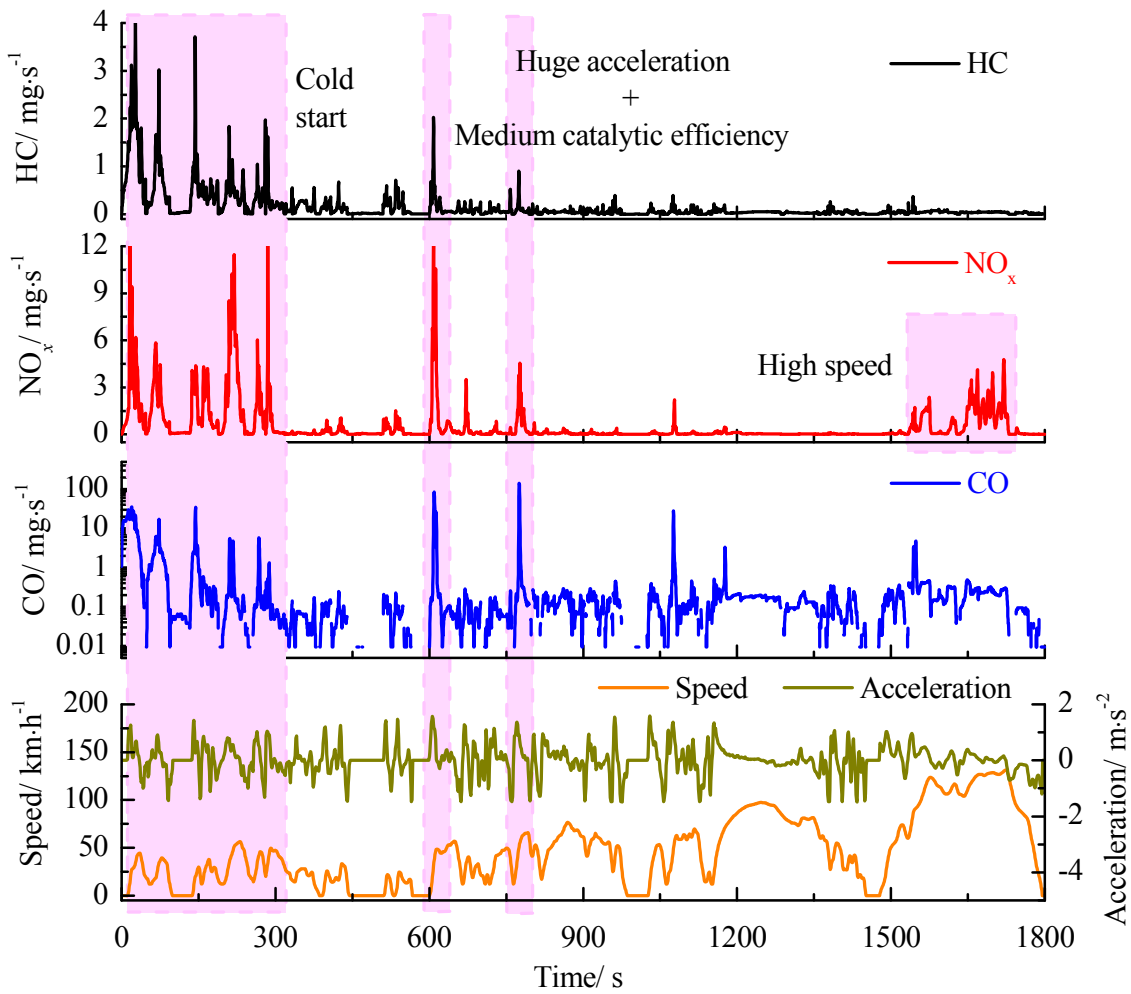 4
3
2
1
0
HC/ mg·s⁻¹
Cold
start
Huge acceleration
+
Medium catalytic efficiency
HC
12
9
6
3
0
NOₓ/ mg·s⁻¹
NOₓ
High speed
100
10
1
0.1
0.01
CO/ mg·s⁻¹
CO
200
150
100
50
0
Speed/ km·h⁻¹
Speed
Acceleration
2
0
-2
-4
Acceleration/ m·s⁻²
0
300
600
900
1200
1500
1800
Time/ s